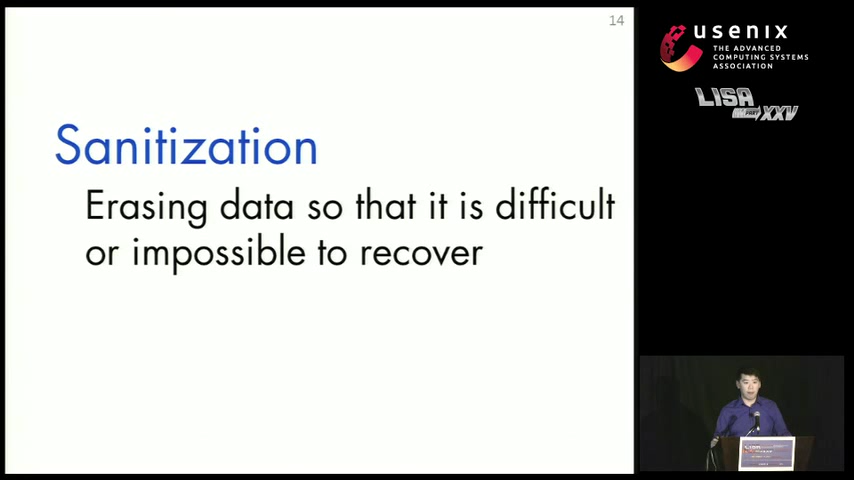 14
Sanitization
Erasing data so that it is difficult
or impossible to recover
usenix
THE ADVANCED
COMPUTING SYSTEMS
ASSOCIATION
LISA
PART XXV